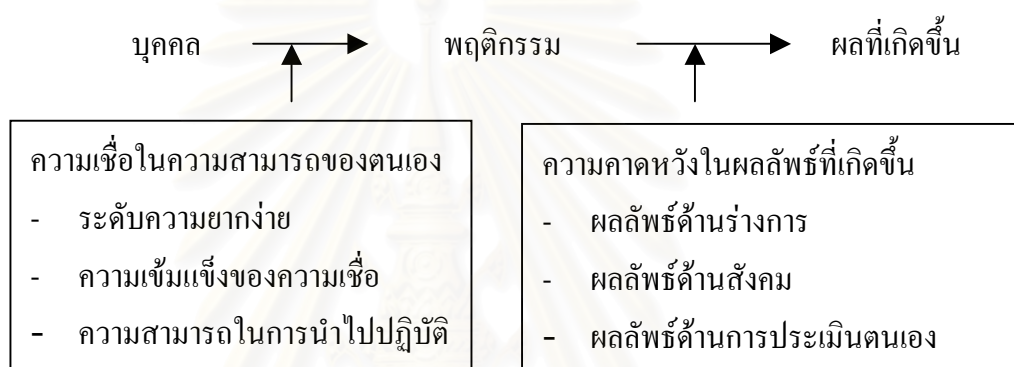 บุคคล พฤติกรรม ผลที่เกิดขึ้น
ความเชื่อในความสามารถของตนเอง
- ระดับความยากง่าย
- ความเข้มแข็งของความเชื่อ
- ความสามารถในการนำไปปฏิบัติ
ความคาดหวังในผลลัพธ์ที่เกิดขึ้น
- ผลลัพธ์ด้านร่างการ
- ผลลัพธ์ด้านสังคม
- ผลลัพธ์ด้านการประเมินตนเอง